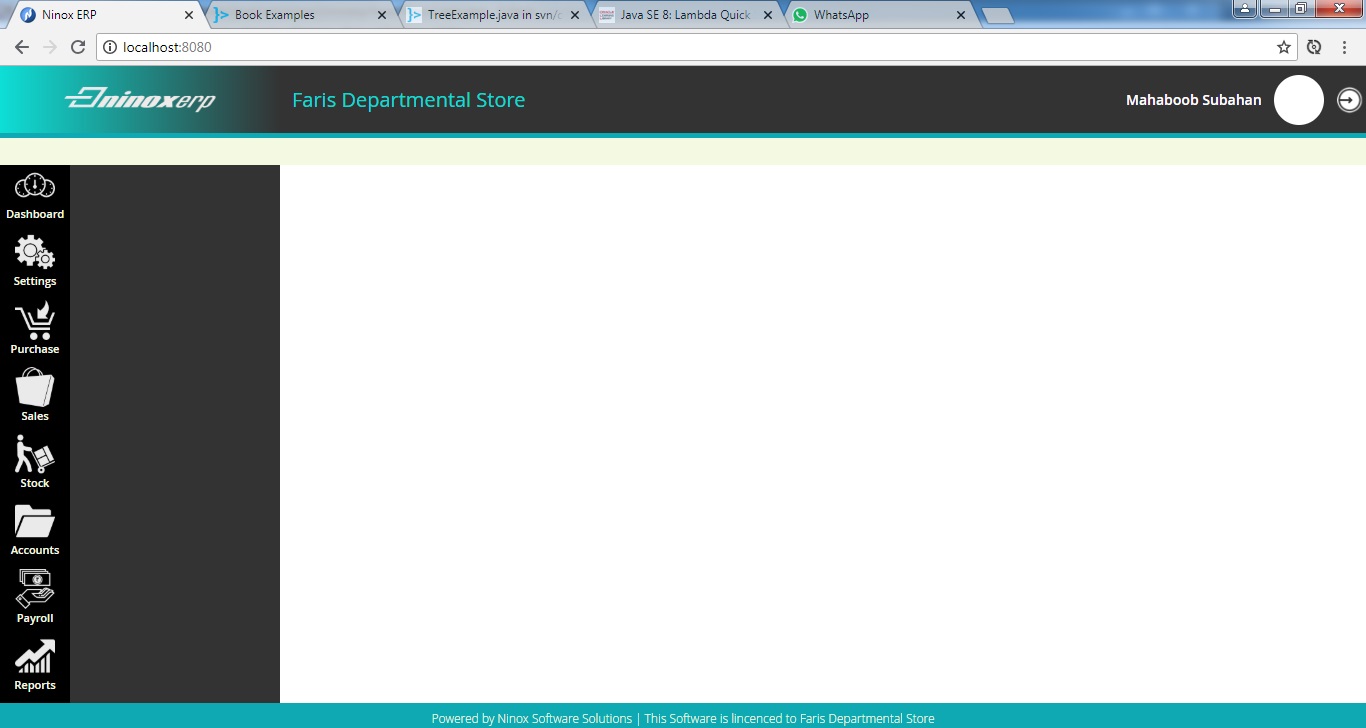 Ninox ERP
Book Examples
TreeExample.java in svn/c
Java SE 8: Lambda Quick
WhatsApp
localhost:8080
ninoxerp
Faris Departmental Store
Mahaboob Subahan
Dashboard
Settings
Purchase
Sales
Stock
Accounts
Payroll
Reports
Powered by Ninox Software Solutions | This Software is lincenced to Faris Departmental Store